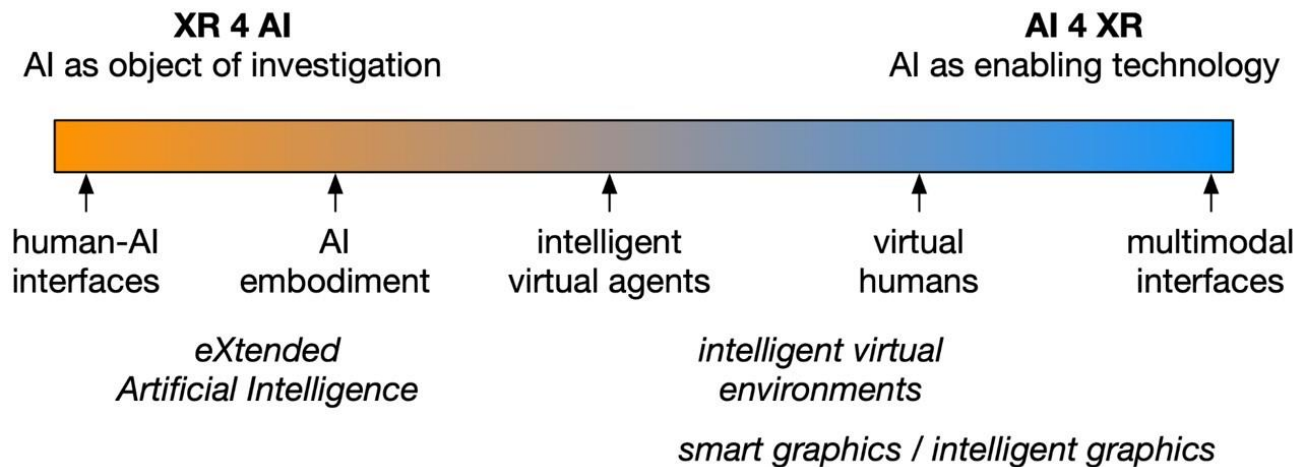 XR 4 AI
AI as object of investigation
AI 4 XR
AI as enabling technology
human-AI
interfaces
AI
embodiment
intelligent
virtual agents
virtual
humans
multimodal
interfaces
eXtended
Artificial Intelligence
intelligent virtual
environments
smart graphics / intelligent graphics